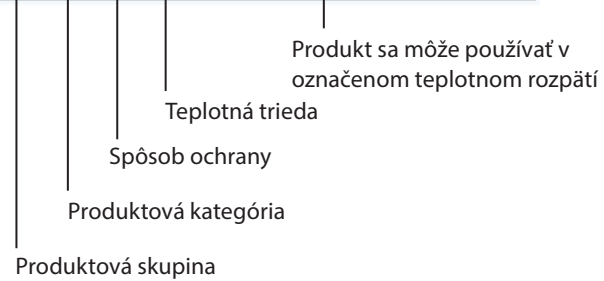 Produkt sa môže používať v
označenom teplotnom rozpätí
Teplotná trieda
Spôsob ochrany
Produktová kategória
Produktová skupina